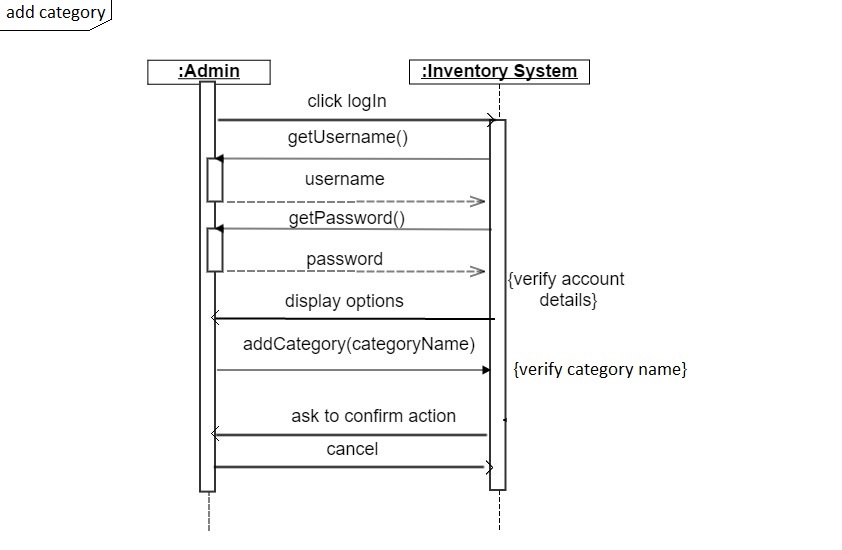 add category
:Admin
:Inventory System
click logIn
getUsername()
username
getPassword()
password
{verify account
details}
display options
addCategory(categoryName)
{verify category name}
ask to confirm action
cancel